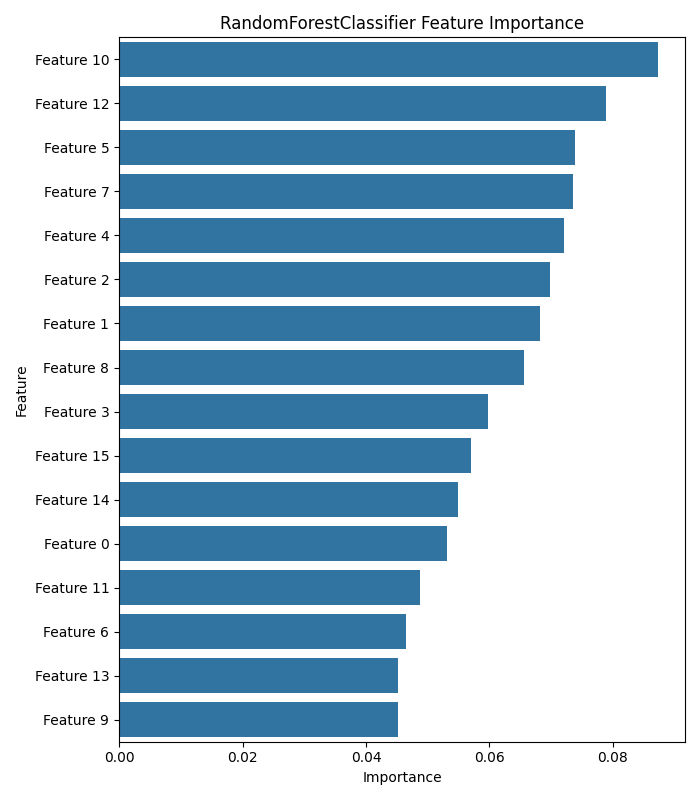 RandomForestClassifier Feature Importance
Feature 10
Feature 12
Feature 5
Feature 7
Feature 4
Feature 2
Feature 1
Feature 8
Feature 3
Feature 15
Feature 14
Feature 0
Feature 11
Feature 6
Feature 13
Feature 9
Feature
0.00 0.02 0.04 0.06 0.08
Importance